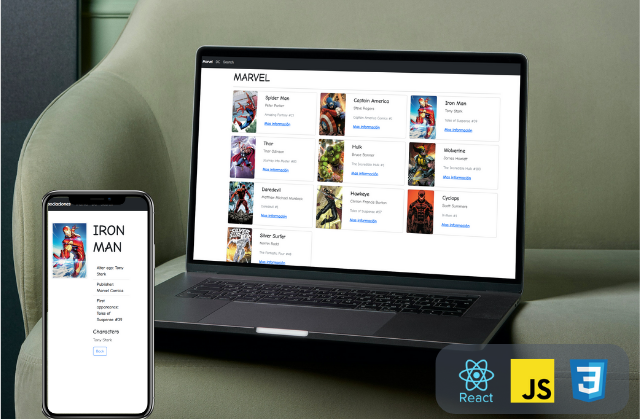 Marvel DC Search
MARVEL
Spider Man
Peter Parker
Amazing Fantasy #15
Más información
Captain America
Steve Rogers
Captain America Comics #1
Más información
Iron Man
Tony Stark
Tales of Suspense #39
Más información
Thor
Thor Odinson
Journey into Mystery #83
Más información
Hulk
Bruce Banner
The Incredible Hulk #1
Más información
Wolverine
James Howlett
The Incredible Hulk #180
Más información
Daredevil
Matthew Michael Murdock
Daredevil #1
Más información
Hawkeye
Clinton Francis Barton
Tales of Suspense #57
Más información
Cyclops
Scott Summers
X-Men #1
Más información
Silver Surfer
Norrin Radd
The Fantastic Four #48
Más información
IRON
MAN
Alter ego: Tony
Stark
Publisher:
Marvel Comics
First
appearance:
Tales of
Suspense #39
Characters
Tony Stark
Back
React
JS
3